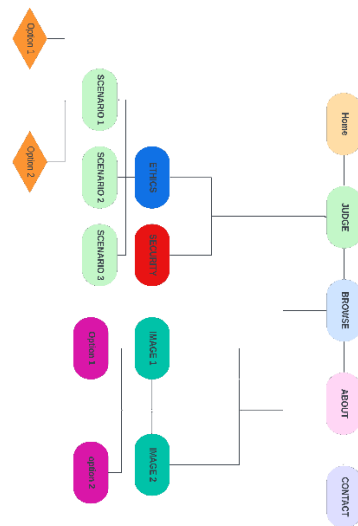 Home
JUDGE
BROWSE
ABOUT
CONTACT
ETHICS
SECURITY
IMAGE 1
IMAGE 2
SCENARIO 1
SCENARIO 2
SCENARIO 3
Option 1
option 2
Option 1
Option 2